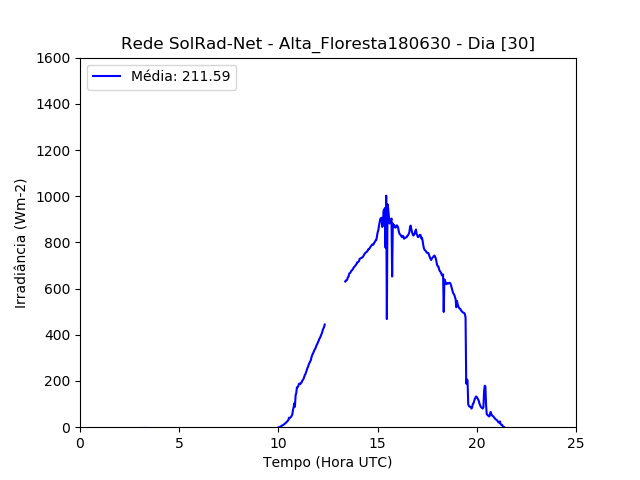 Rede SolRad-Net - Alta_Floresta180630 - Dia [30]
Média: 211.59
1600
1400
1200
1000
800
600
400
200
0
Irradiância (Wm-2)
0 5 10 15 20 25
Tempo (Hora UTC)